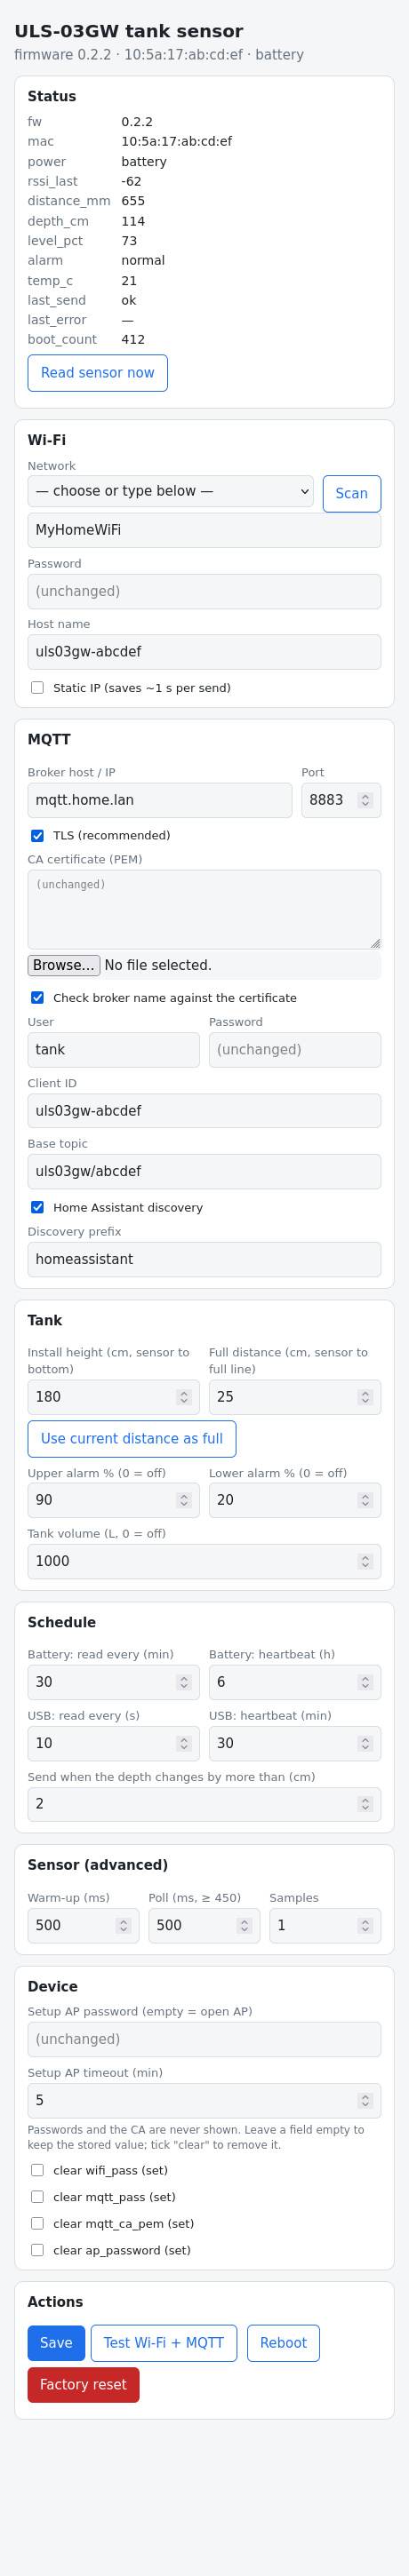 ULS-03GW tank sensor
firmware 0.2.2 · 10:5a:17:ab:cd:ef · battery
Status
fw 0.2.2
mac 10:5a:17:ab:cd:ef
power battery
rssi_last -62
distance_mm 655
depth_cm 114
level_pct 73
alarm normal
temp_c 21
last_send ok
last_error —
boot_count 412
Read sensor now
Wi-Fi
Network
— choose or type below — Scan
MyHomeWiFi
Password
(unchanged)
Host name
uls03gw-abcdef
Static IP (saves ~1 s per send)
MQTT
Broker host / IP Port
mqtt.home.lan 8883
TLS (recommended)
CA certificate (PEM)
(unchanged)
Browse... No file selected.
Check broker name against the certificate
User Password
tank (unchanged)
Client ID
uls03gw-abcdef
Base topic
uls03gw/abcdef
Home Assistant discovery
Discovery prefix
homeassistant
Tank
Install height (cm, sensor to bottom) Full distance (cm, sensor to full line)
180 25
Use current distance as full
Upper alarm % (0 = off) Lower alarm % (0 = off)
90 20
Tank volume (L, 0 = off)
1000
Schedule
Battery: read every (min) Battery: heartbeat (h)
30 6
USB: read every (s) USB: heartbeat (min)
10 30
Send when the depth changes by more than (cm)
2
Sensor (advanced)
Warm-up (ms) Poll (ms, ≥ 450) Samples
500 500 1
Device
Setup AP password (empty = open AP)
(unchanged)
Setup AP timeout (min)
5
Passwords and the CA are never shown. Leave a field empty to
keep the stored value; tick "clear" to remove it.
clear wifi_pass (set)
clear mqtt_pass (set)
clear mqtt_ca_pem (set)
clear ap_password (set)
Actions
Save Test Wi-Fi + MQTT Reboot
Factory reset